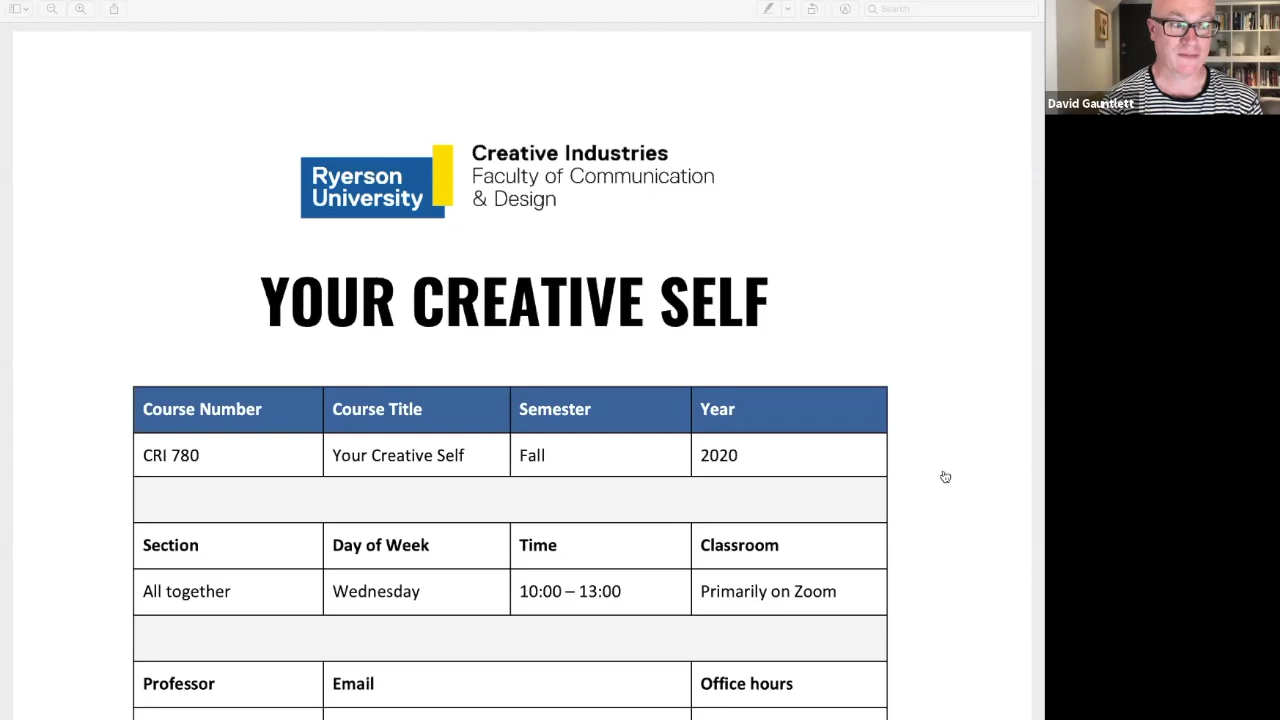 Search
David Gauntlett
Ryerson
University
Creative Industries
Faculty of Communication
& Design
YOUR CREATIVE SELF
Course Number Course Title Semester Year
CRI 780 Your Creative Self Fall 2020
Section Day of Week Time Classroom
All together Wednesday 10:00 – 13:00 Primarily on Zoom
Professor Email Office hours